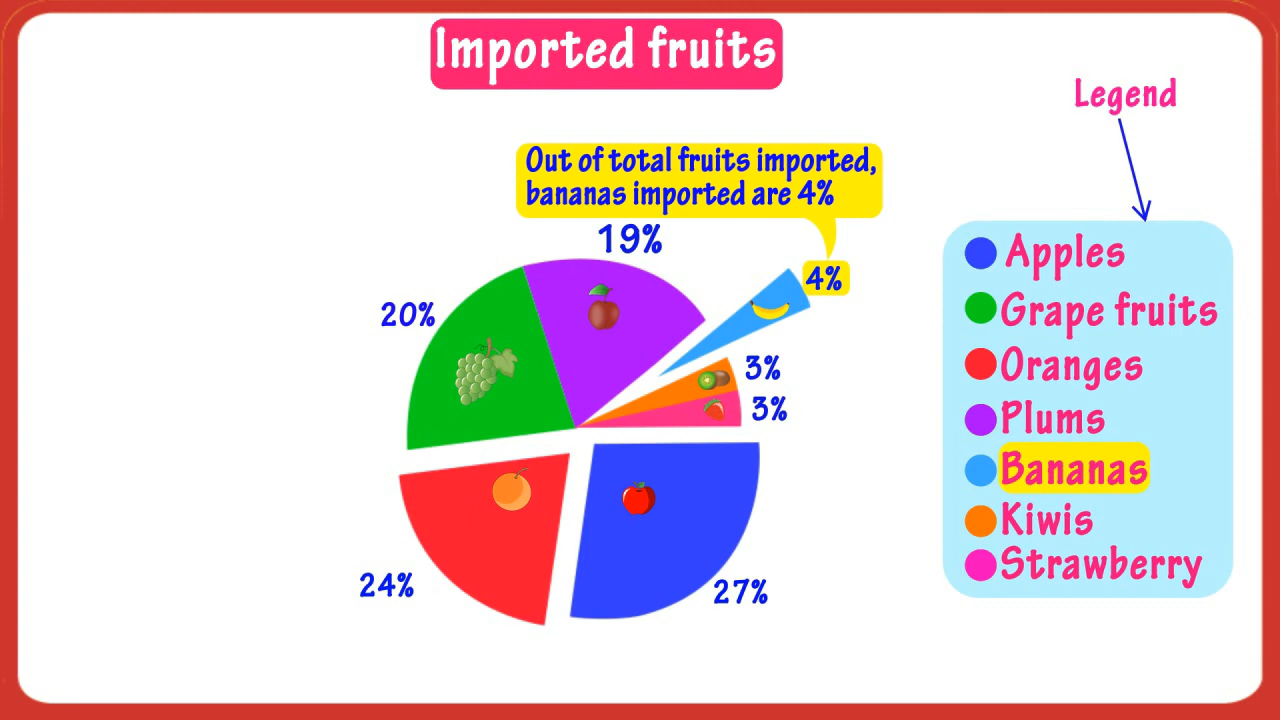 Imported fruits
Legend
Out of total fruits imported,
bananas imported are 4%
19%
4%
20%
3%
3%
24%
27%
Apples
Grape fruits
Oranges
Plums
Bananas
Kiwis
Strawberry